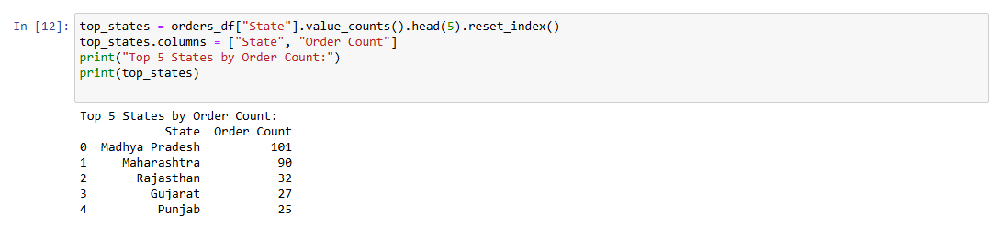 In [12]: top_states = orders_df["State"].value_counts().head(5).reset_index()
top_states.columns = ["State", "Order Count"]
print("Top 5 States by Order Count:")
print(top_states)
Top 5 States by Order Count:
            State  Order Count
0  Madhya Pradesh          101
1     Maharashtra           90
2       Rajasthan           32
3         Gujarat           27
4          Punjab           25